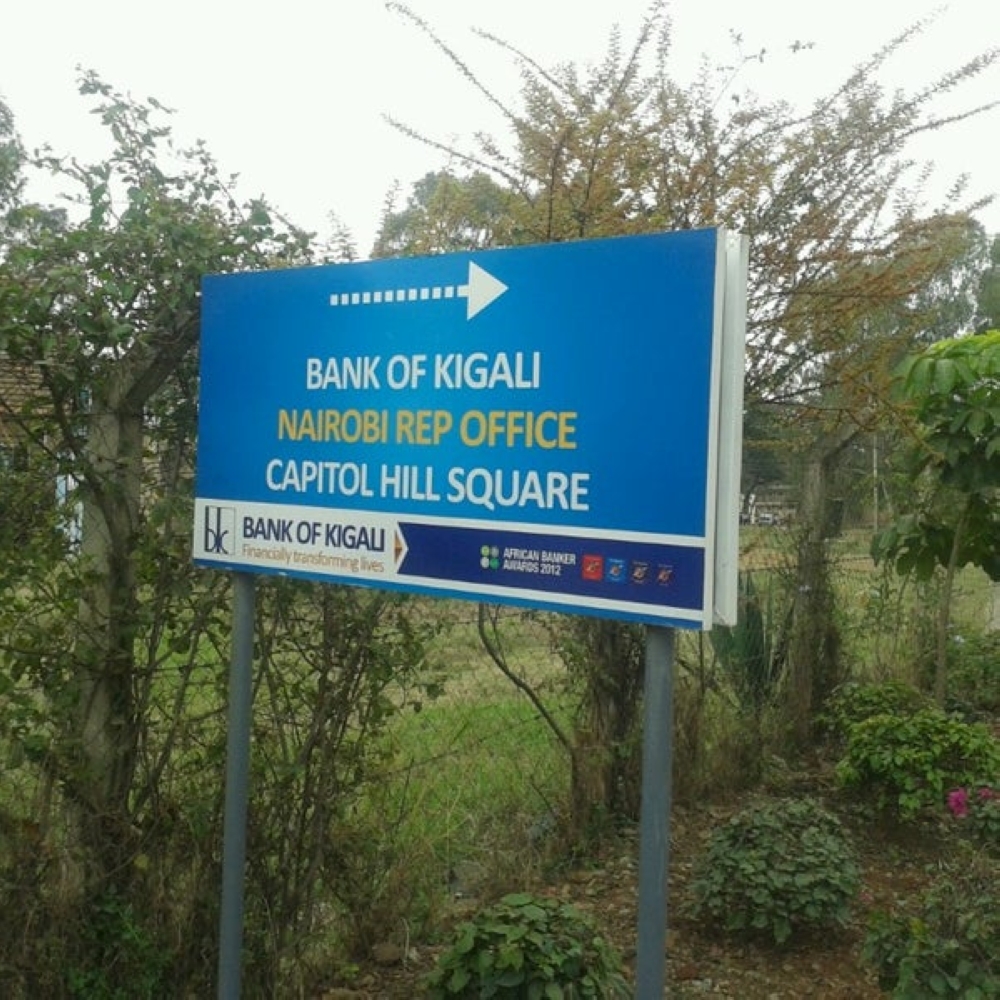 BANK OF KIGALI
NAIROBI REP OFFICE
CAPITOL HILL SQUARE
bk
BANK OF KIGALI
Financially transforming lives
AFRICAN BANKER
AWARDS 2012